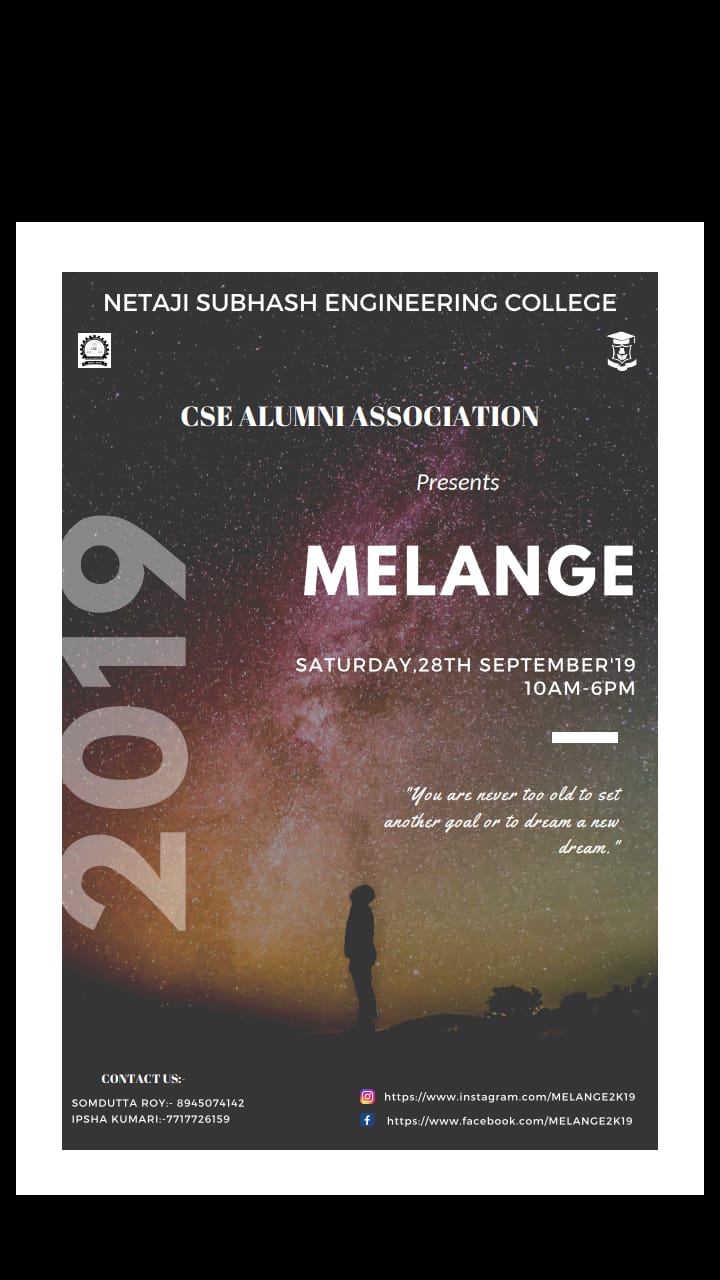 NETAJI SUBHASH ENGINEERING COLLEGE
CSE ALUMNI ASSOCIATION
Presents
MELANGE
2019
SATURDAY,28TH SEPTEMBER'19
10AM-6PM
"You are never too old to set
another goal or to dream a new
dream."
CONTACT US:-
SOMDUTTA ROY:- 8945074142
IPSHA KUMARI:-7717726159
https://www.instagram.com/MELANGE2K19
https://www.facebook.com/MELANGE2K19